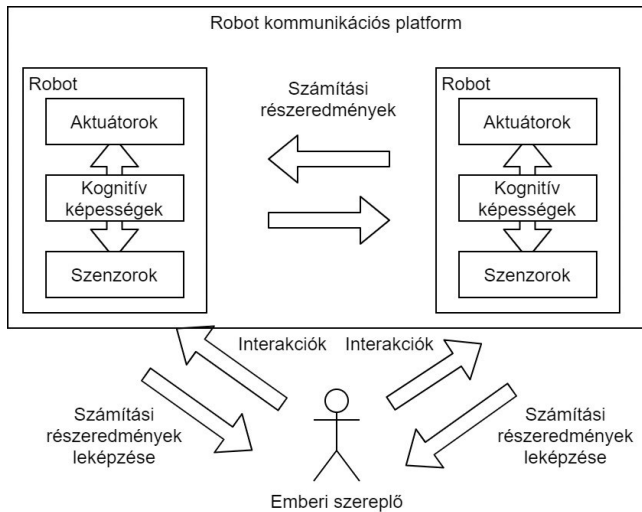 Robot kommunikációs platform
Robot
Aktuátorok
Kognitív
képességek
Szenzorok
Számítási
részeredmények
Robot
Aktuátorok
Kognitív
képességek
Szenzorok
Interakciók
Interakciók
Számítási
részeredmények
leképzése
Számítási
részeredmények
leképzése
Emberi szereplő